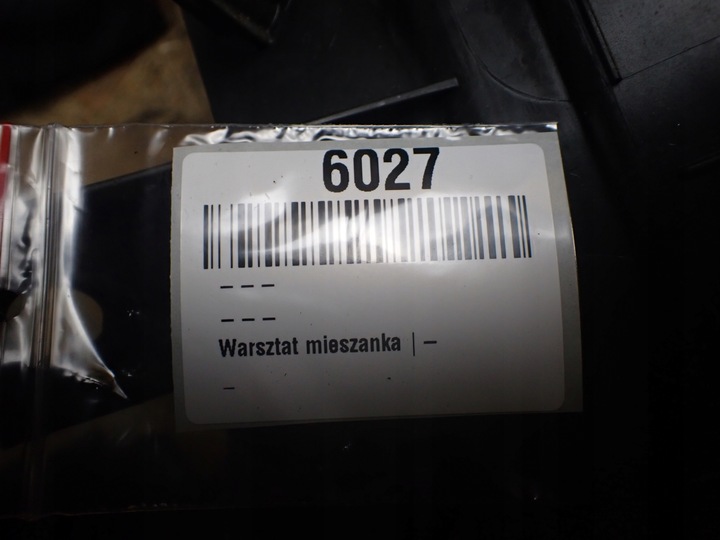 6027
– – –
– – –
Warsztat mieszanka | –
–